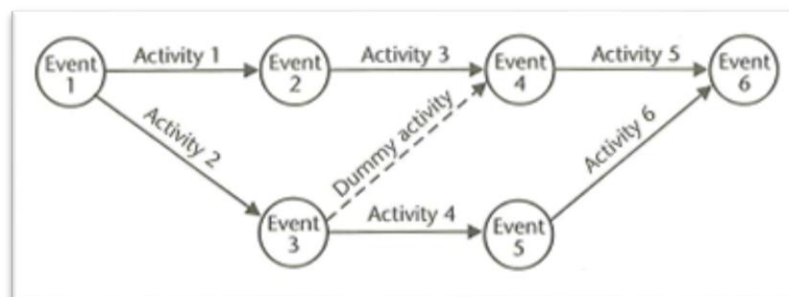 Event
1
Activity 1
Event
2
Activity 3
Event
4
Activity 5
Event
6
Activity 2
Dummy activity
Activity 6
Event
3
Activity 4
Event
5